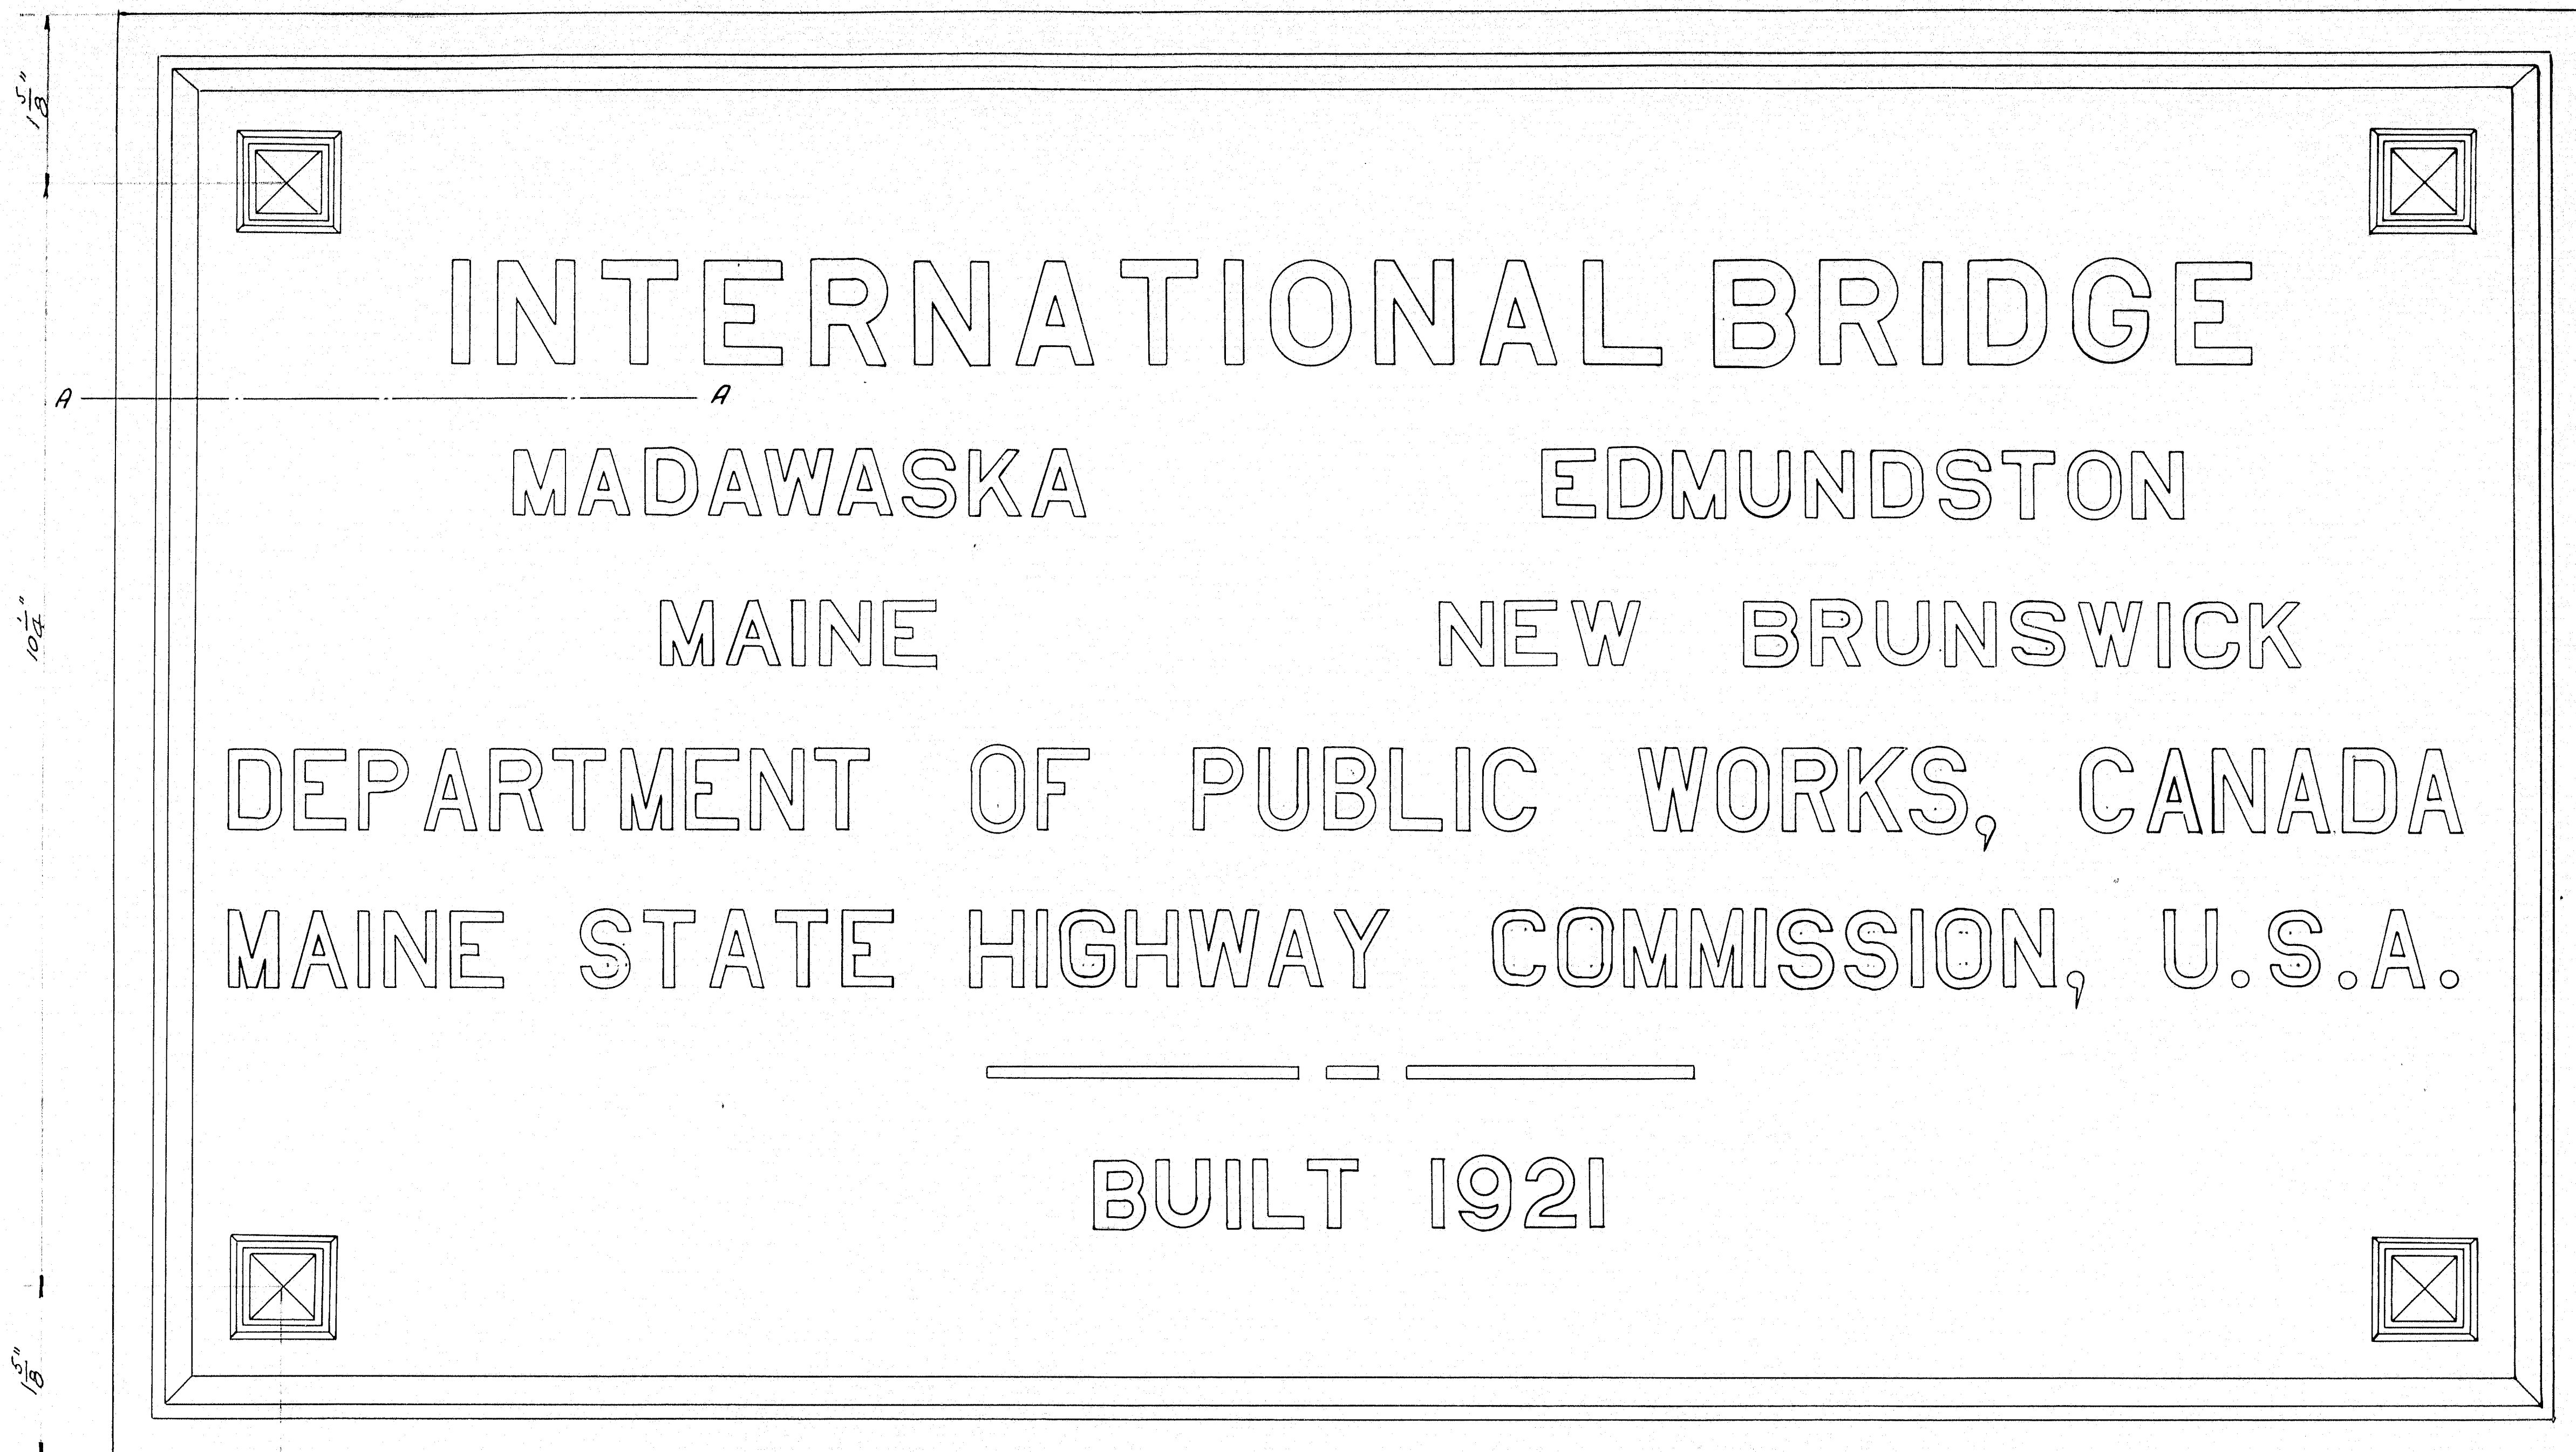 1 5/8"
INTERNATIONAL BRIDGE
A A
MADAWASKA EDMUNDSTON
10 1/4"
MAINE NEW BRUNSWICK
DEPARTMENT OF PUBLIC WORKS, CANADA
MAINE STATE HIGHWAY COMMISSION, U.S.A.
BUILT 1921
1 5/8"